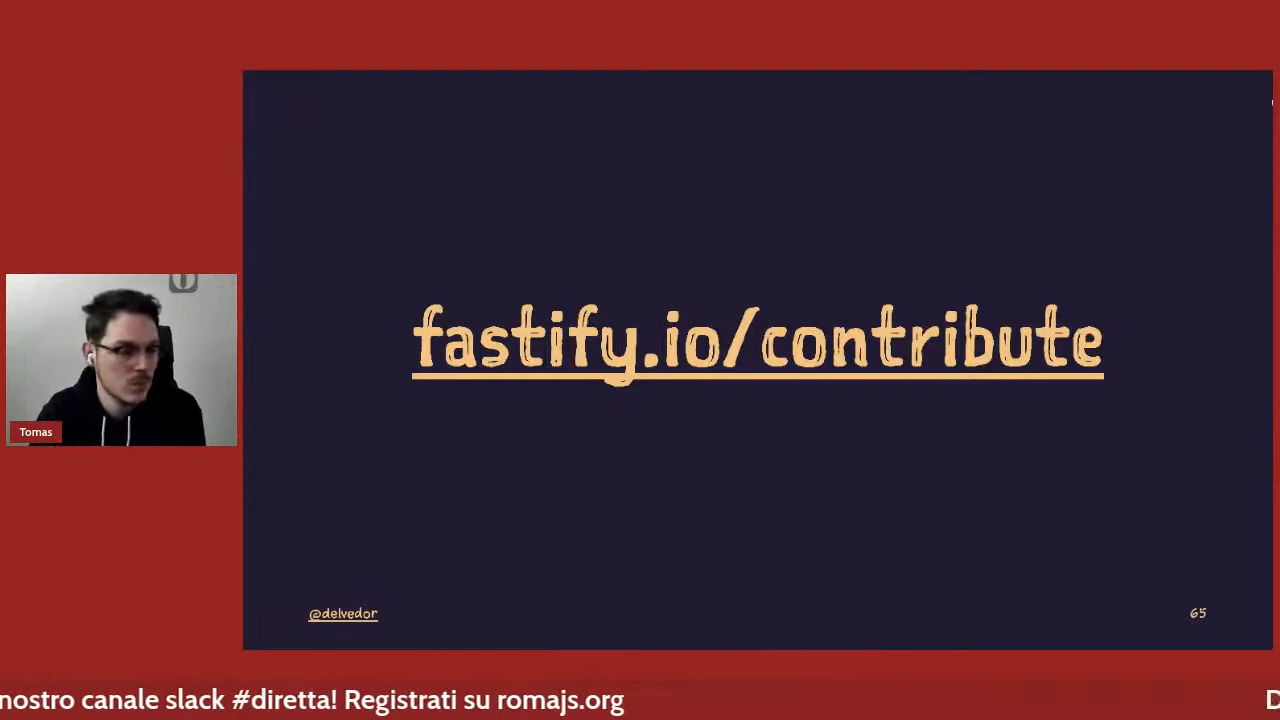 fastify.io/contribute
Tomas
@delvedor
65
nostro canale slack #diretta! Registrati su romajs.org
D